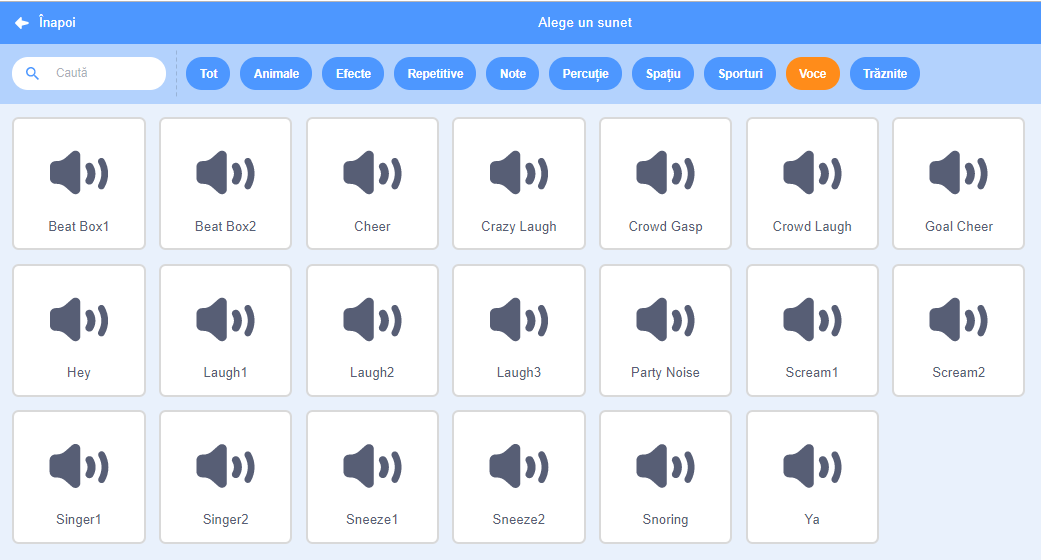 Înapoi
Alege un sunet
Caută
Tot
Animale
Efecte
Repetitive
Note
Percuție
Spațiu
Sporturi
Voce
Trăznite
Beat Box1
Beat Box2
Cheer
Crazy Laugh
Crowd Gasp
Crowd Laugh
Goal Cheer
Hey
Laugh1
Laugh2
Laugh3
Party Noise
Scream1
Scream2
Singer1
Singer2
Sneeze1
Sneeze2
Snoring
Ya